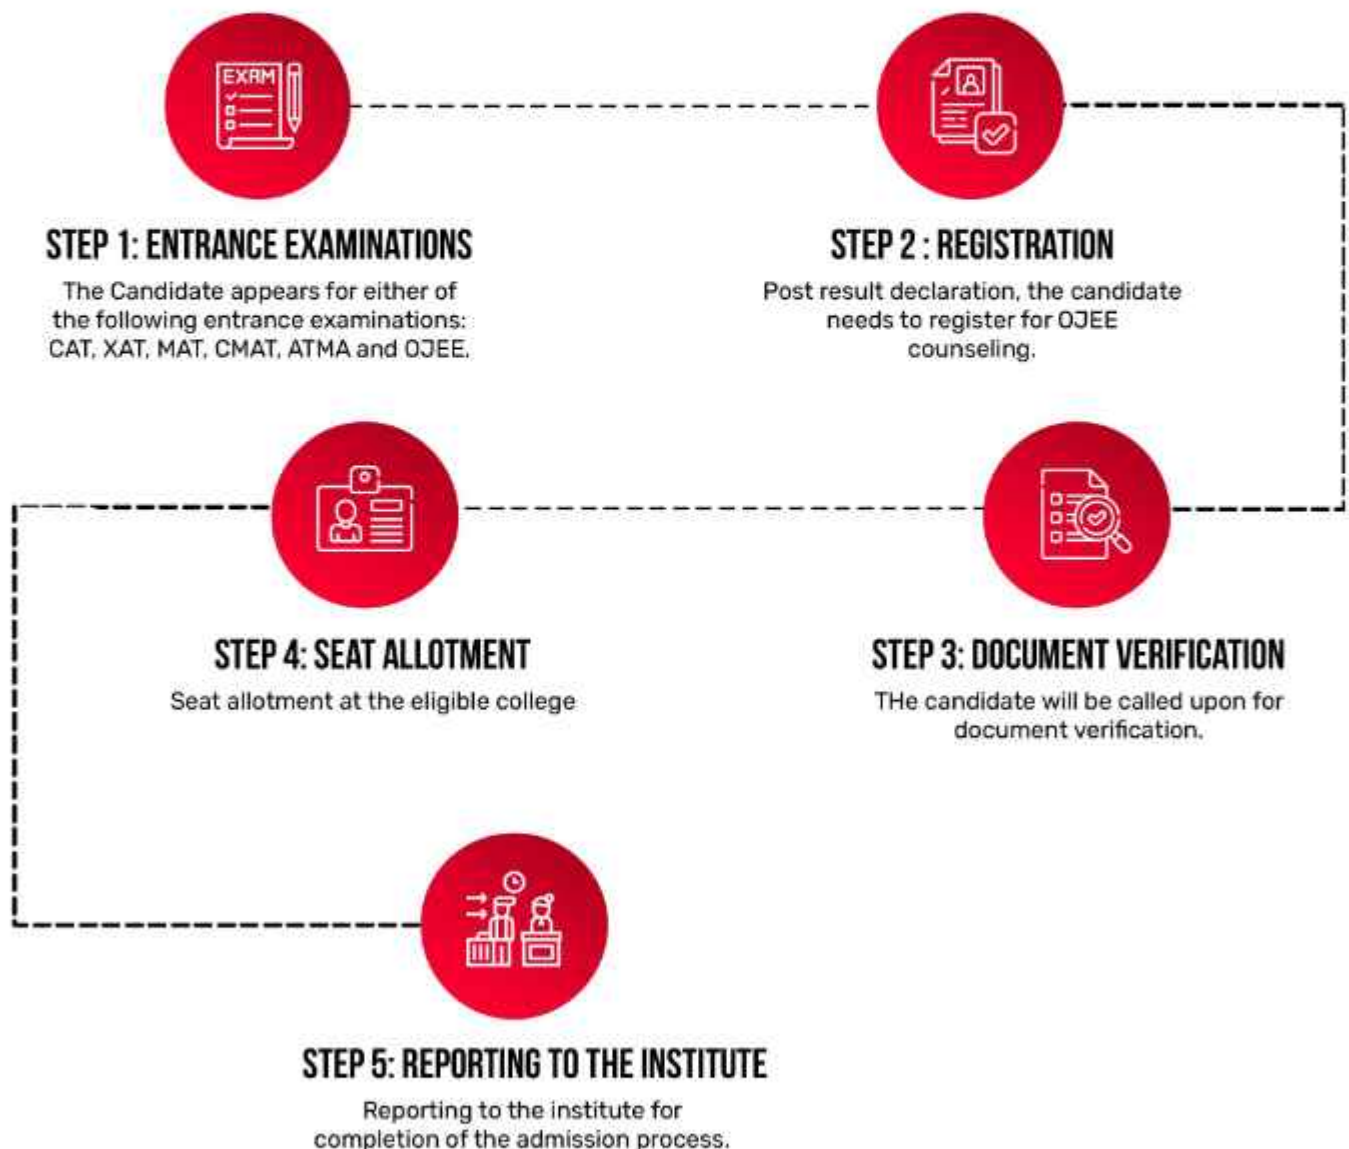 EXAM
STEP 1: ENTRANCE EXAMINATIONS
The Candidate appears for either of
the following entrance examinations:
CAT, XAT, MAT, CMAT, ATMA and OJEE.
STEP 2 : REGISTRATION
Post result declaration, the candidate
needs to register for OJEE
counseling.
STEP 3: DOCUMENT VERIFICATION
THe candidate will be called upon for
document verification.
STEP 4: SEAT ALLOTMENT
Seat allotment at the eligible college
STEP 5: REPORTING TO THE INSTITUTE
Reporting to the institute for
completion of the admission process.